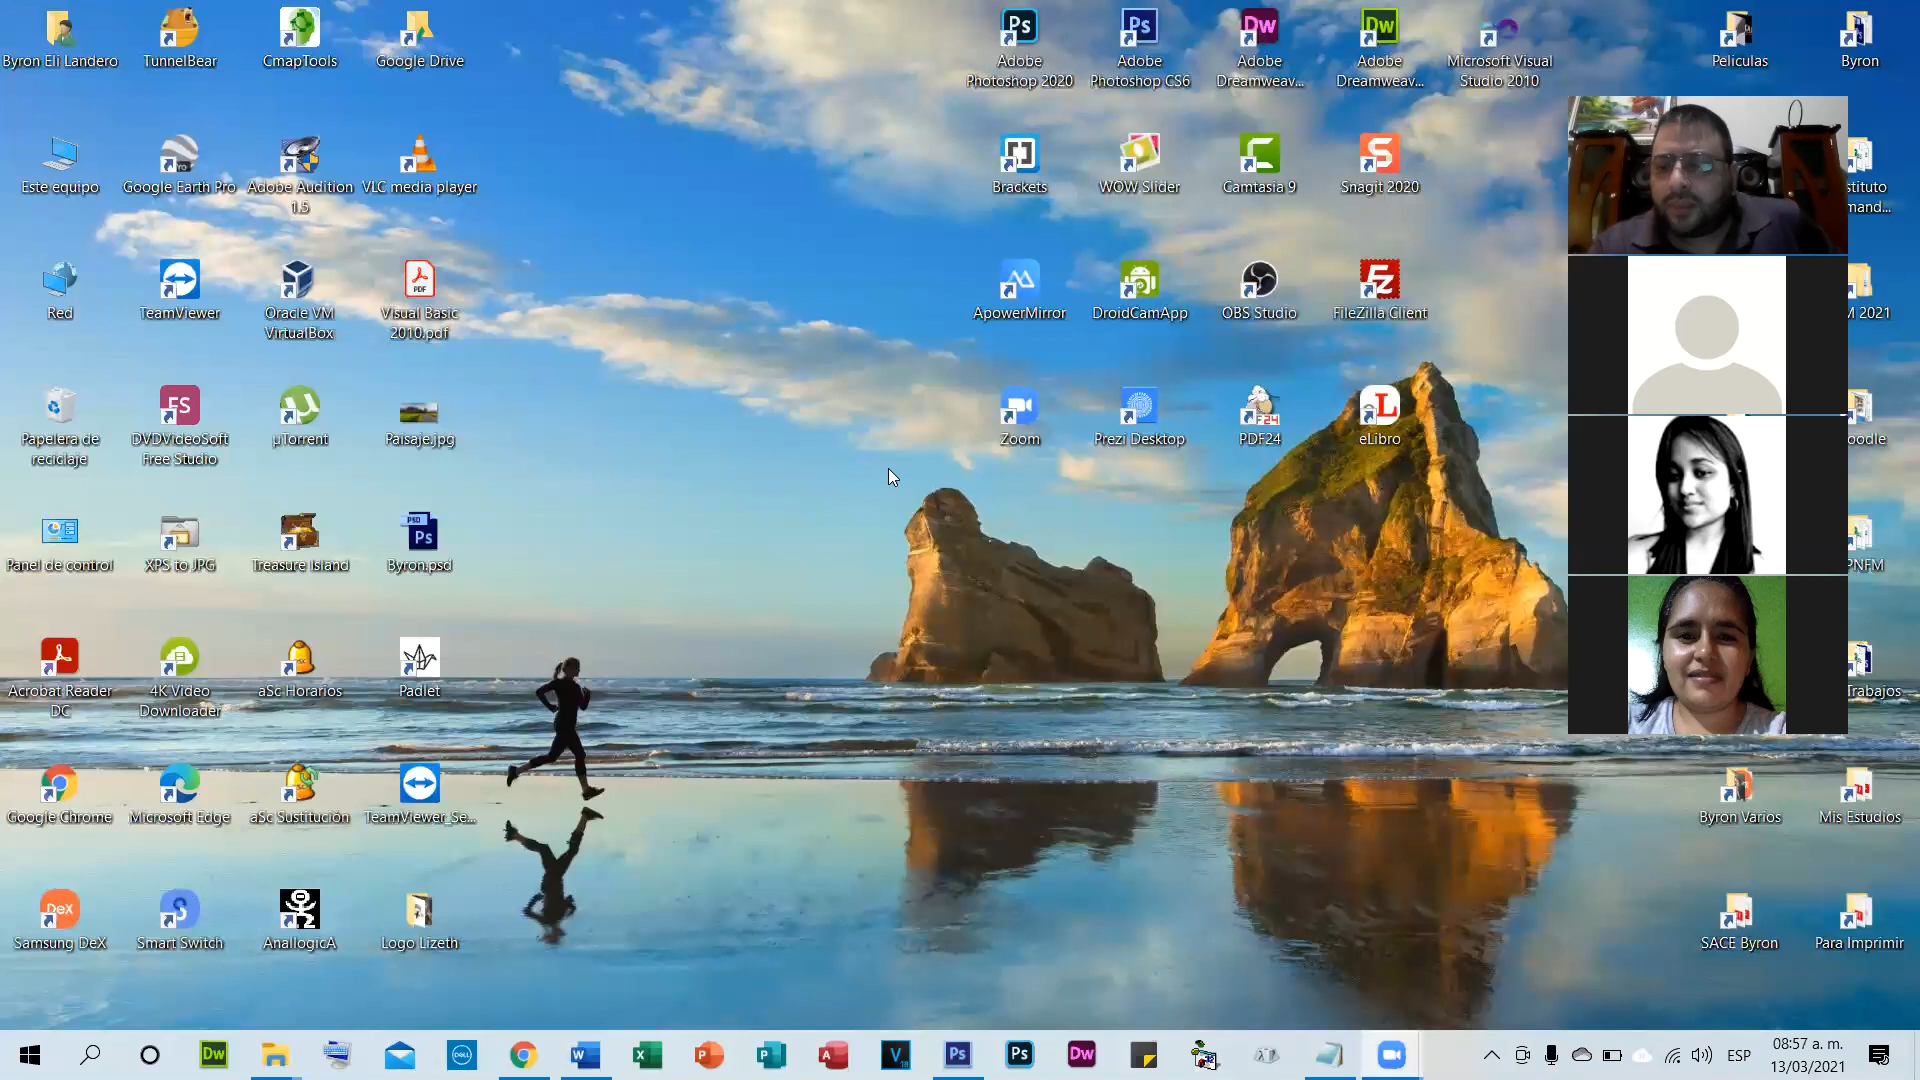 Byron Eli Landero
TunnelBear
CmapTools
Google Drive
Adobe
Photoshop 2020
Adobe
Photoshop CS6
Adobe
Dreamweav...
Adobe
Dreamweav...
Microsoft Visual
Studio 2010
Peliculas
Byron
Este equipo
Google Earth Pro
Adobe Audition
1.5
VLC media player
Brackets
WOW Slider
Camtasia 9
Snagit 2020
stituto
mand...
Red
TeamViewer
Oracle VM
VirtualBox
Visual Basic
2010.pdf
ApowerMirror
DroidCamApp
OBS Studio
FileZilla Client
M 2021
Papelera de
reciclaje
DVDVideoSoft
Free Studio
µTorrent
Paisaje.jpg
Zoom
Prezi Desktop
PDF24
eLibro
oodle
Panel de control
XPS to JPG
Treasure Island
Byron.psd
PNFM
Acrobat Reader
DC
4K Video
Downloader
aSc Horarios
Padlet
Trabajos
Google Chrome
Microsoft Edge
aSc Sustitución
TeamViewer_Se...
Byron Varios
Mis Estudios
Samsung DeX
Smart Switch
AnallogicA
Logo Lizeth
SACE Byron
Para Imprimir
ESP
08:57 a. m.
13/03/2021